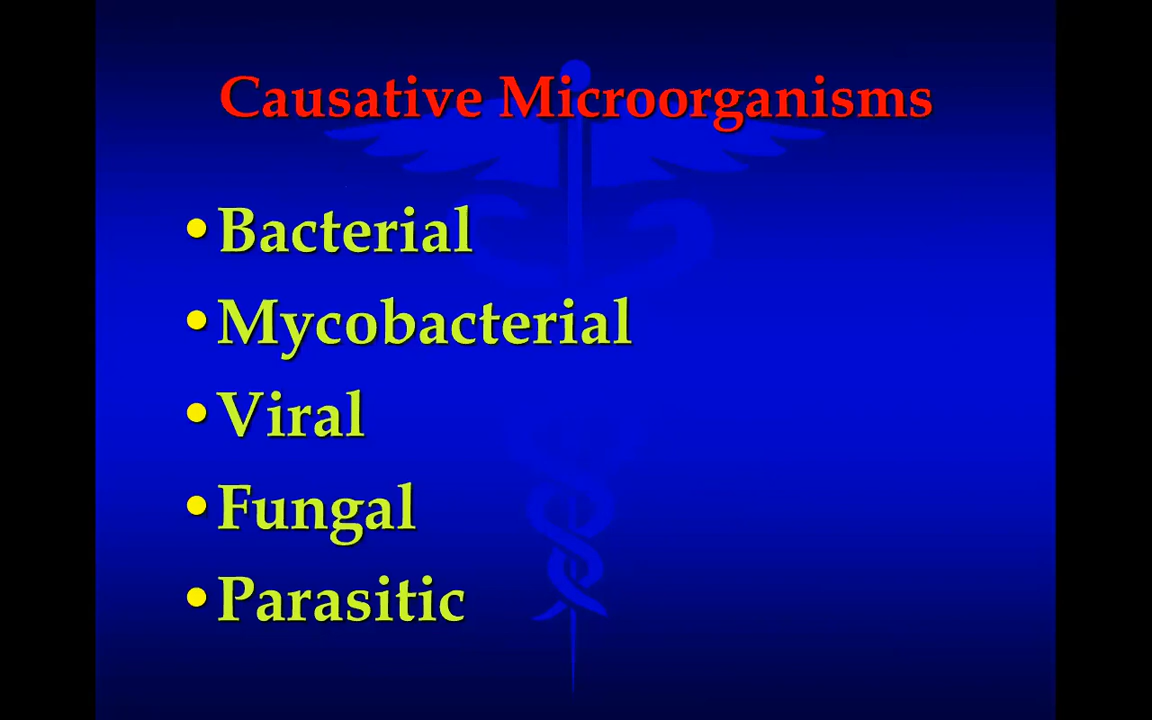 Causative Microorganisms
•Bacterial
•Mycobacterial
•Viral
•Fungal
•Parasitic